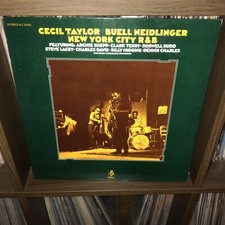 CECIL TAYLOR BUELL NEIDLINGER
NEW YORK CITY R&B
FEATURING: ARCHIE SHEPP · CLARK TERRY · ROSWELL RUDD
STEVE LACEY · CHARLES DAVIS · BILLY HIGGINS · DENNIS CHARLES